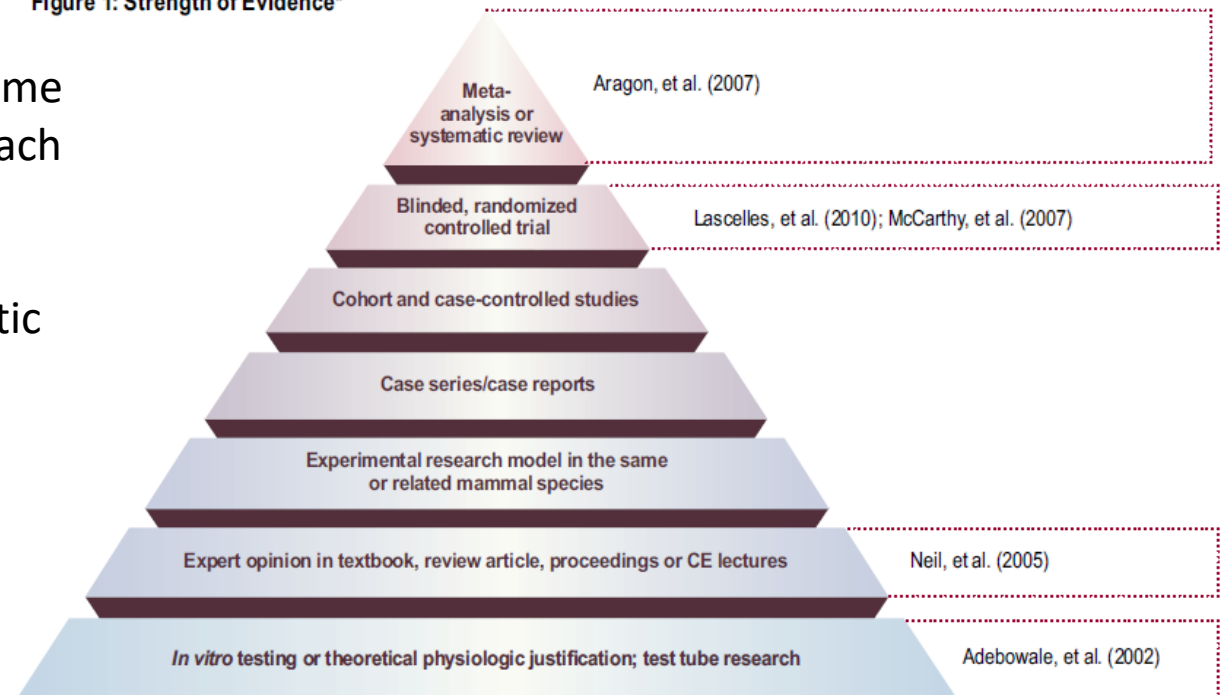 Figure 1: Strength of Evidence*
me
ach
tic
Meta-
analysis or
systematic review
Aragon, et al. (2007)
Blinded, randomized
controlled trial
Lascelles, et al. (2010); McCarthy, et al. (2007)
Cohort and case-controlled studies
Case series/case reports
Experimental research model in the same
or related mammal species
Expert opinion in textbook, review article, proceedings or CE lectures
Neil, et al. (2005)
In vitro testing or theoretical physiologic justification; test tube research
Adebowale, et al. (2002)